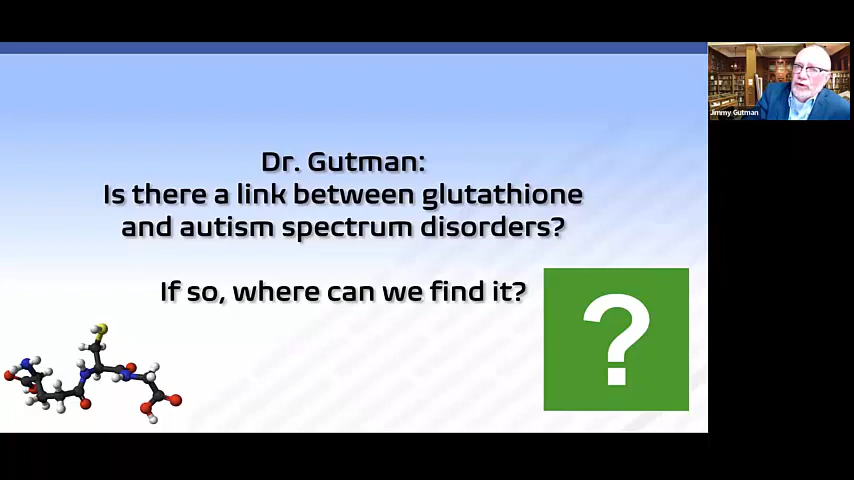 Dr. Gutman:
Is there a link between glutathione
and autism spectrum disorders?
If so, where can we find it?
?
Jimmy Gutman